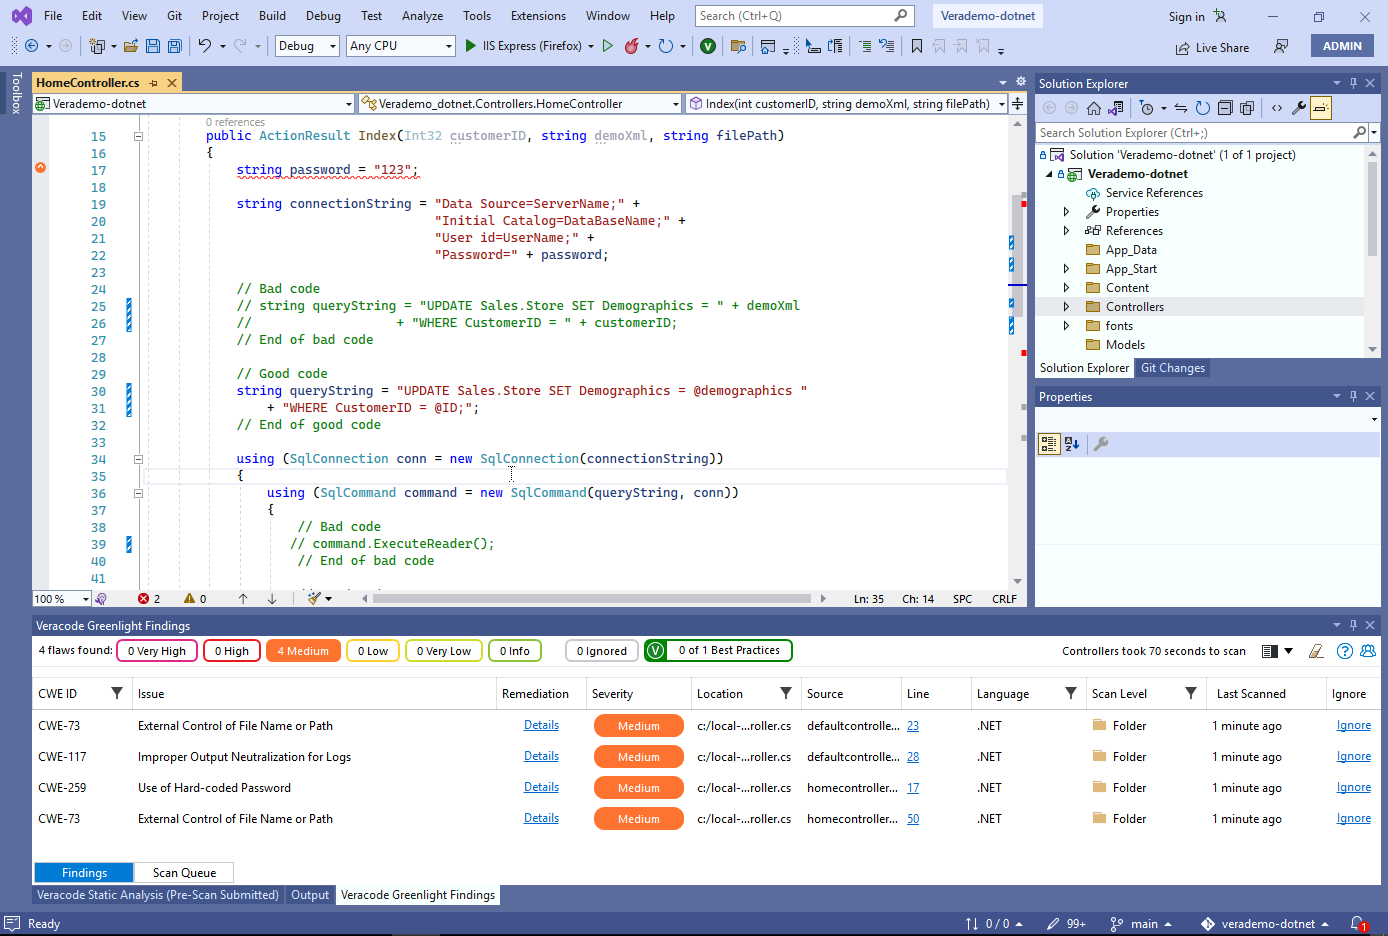 File Edit View Git Project Build Debug Test Analyze Tools Extensions Window Help Search (Ctrl+Q) Verademo-dotnet Sign in
Debug Any CPU IIS Express (Firefox) Live Share ADMIN
Toolbox
HomeController.cs
Verademo-dotnet Verademo_dotnet.Controllers.HomeController Index(int customerID, string demoXml, string filePath)
0 references
15 public ActionResult Index(Int32 customerID, string demoXml, string filePath)
16 {
17 string password = "123";
18
19 string connectionString = "Data Source=ServerName;" +
20 "Initial Catalog=DataBaseName;" +
21 "User id=UserName;" +
22 "Password=" + password;
23
24 // Bad code
25 // string queryString = "UPDATE Sales.Store SET Demographics = " + demoXml
26 // + "WHERE CustomerID = " + customerID;
27 // End of bad code
28
29 // Good code
30 string queryString = "UPDATE Sales.Store SET Demographics = @demographics "
31 + "WHERE CustomerID = @ID;";
32 // End of good code
33
34 using (SqlConnection conn = new SqlConnection(connectionString))
35 {
36 using (SqlCommand command = new SqlCommand(queryString, conn))
37 {
38 // Bad code
39 // command.ExecuteReader();
40 // End of bad code
41
100 % 2 0 Ln: 35 Ch: 14 SPC CRLF
Solution Explorer
Search Solution Explorer (Ctrl+;)
Solution 'Verademo-dotnet' (1 of 1 project)
Verademo-dotnet
Service References
Properties
References
App_Data
App_Start
Content
Controllers
fonts
Models
Solution Explorer Git Changes
Properties
Veracode Greenlight Findings
4 flaws found: 0 Very High 0 High 4 Medium 0 Low 0 Very Low 0 Info 0 Ignored V 0 of 1 Best Practices Controllers took 70 seconds to scan
CWE ID Issue Remediation Severity Location Source Line Language Scan Level Last Scanned Ignore
CWE-73 External Control of File Name or Path Details Medium c:/local-...roller.cs defaultcontrolle... 23 .NET Folder 1 minute ago Ignore
CWE-117 Improper Output Neutralization for Logs Details Medium c:/local-...roller.cs defaultcontrolle... 28 .NET Folder 1 minute ago Ignore
CWE-259 Use of Hard-coded Password Details Medium c:/local-...roller.cs homecontroller... 17 .NET Folder 1 minute ago Ignore
CWE-73 External Control of File Name or Path Details Medium c:/local-...roller.cs homecontroller... 50 .NET Folder 1 minute ago Ignore
Findings Scan Queue
Veracode Static Analysis (Pre-Scan Submitted) Output Veracode Greenlight Findings
Ready 0 / 0 99+ main verademo-dotnet 1